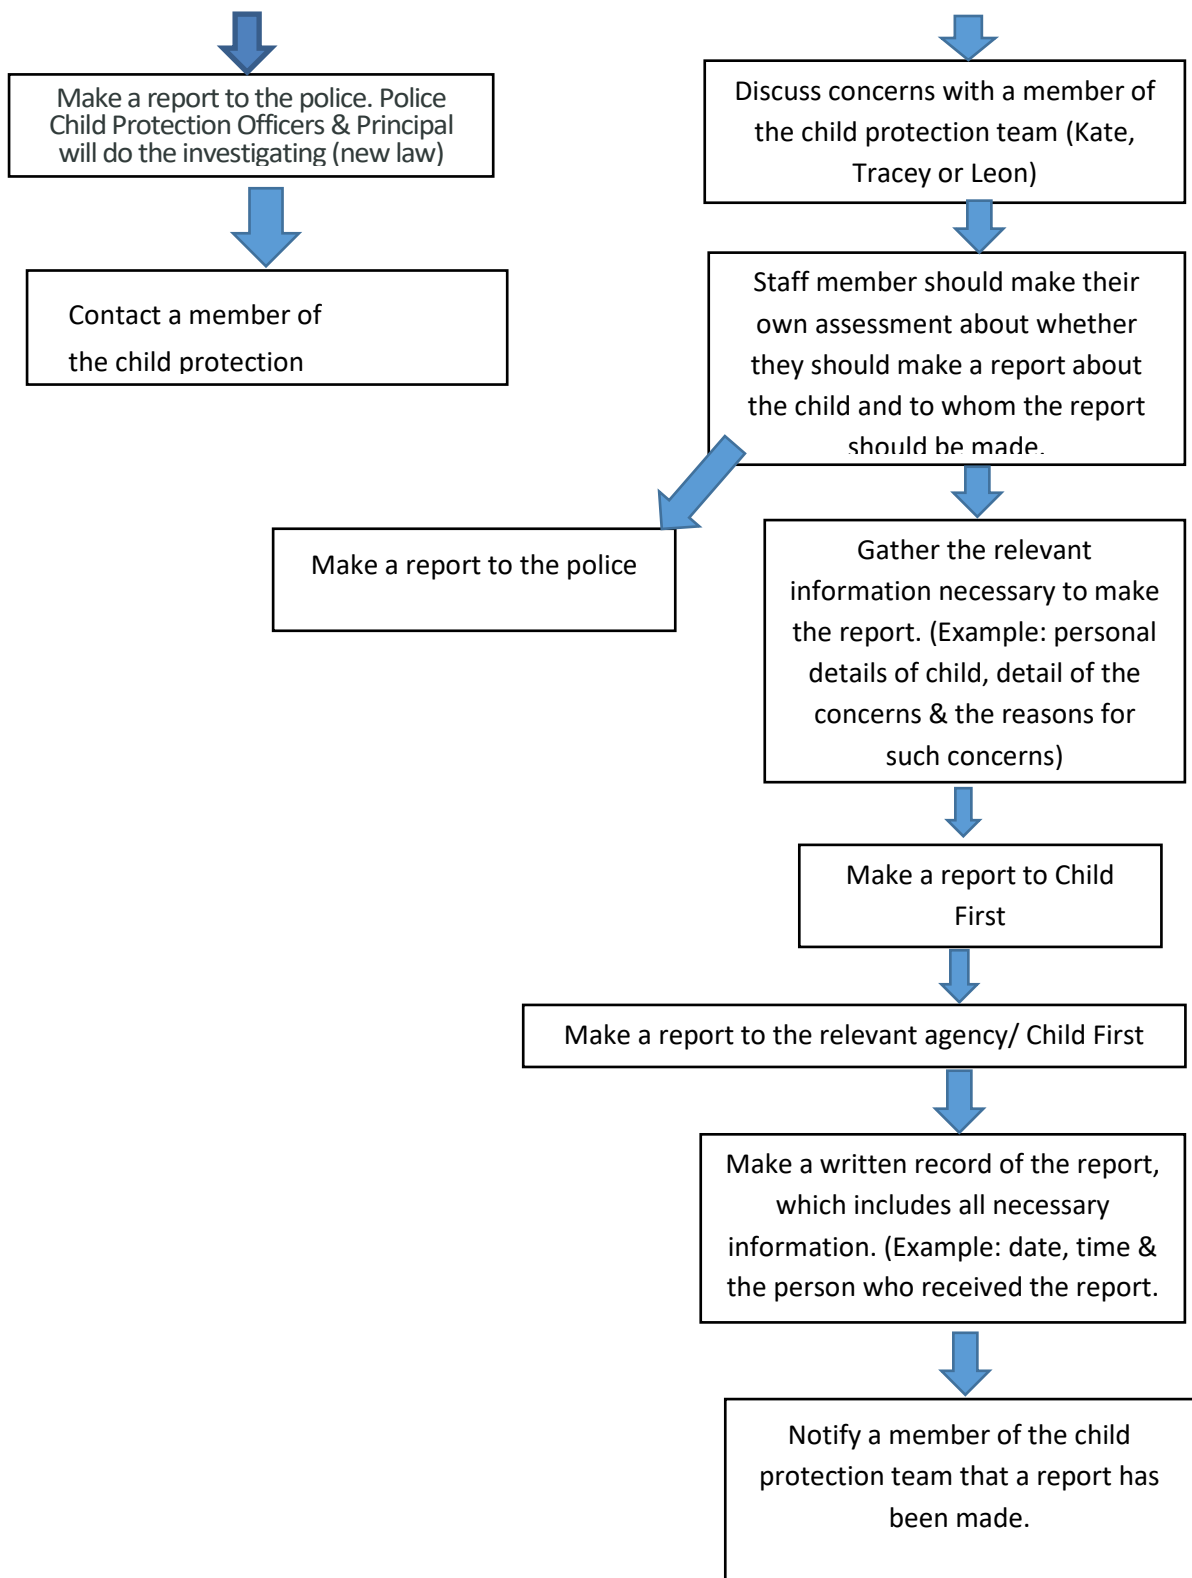 Make a report to the police. Police
Child Protection Officers & Principal
will do the investigating (new law)
Contact a member of
the child protection
Discuss concerns with a member of
the child protection team (Kate,
Tracey or Leon)
Staff member should make their
own assessment about whether
they should make a report about
the child and to whom the report
should be made.
Make a report to the police
Gather the relevant
information necessary to make
the report. (Example: personal
details of child, detail of the
concerns & the reasons for
such concerns)
Make a report to Child
First
Make a report to the relevant agency/ Child First
Make a written record of the report,
which includes all necessary
information. (Example: date, time &
the person who received the report.
Notify a member of the child
protection team that a report has
been made.